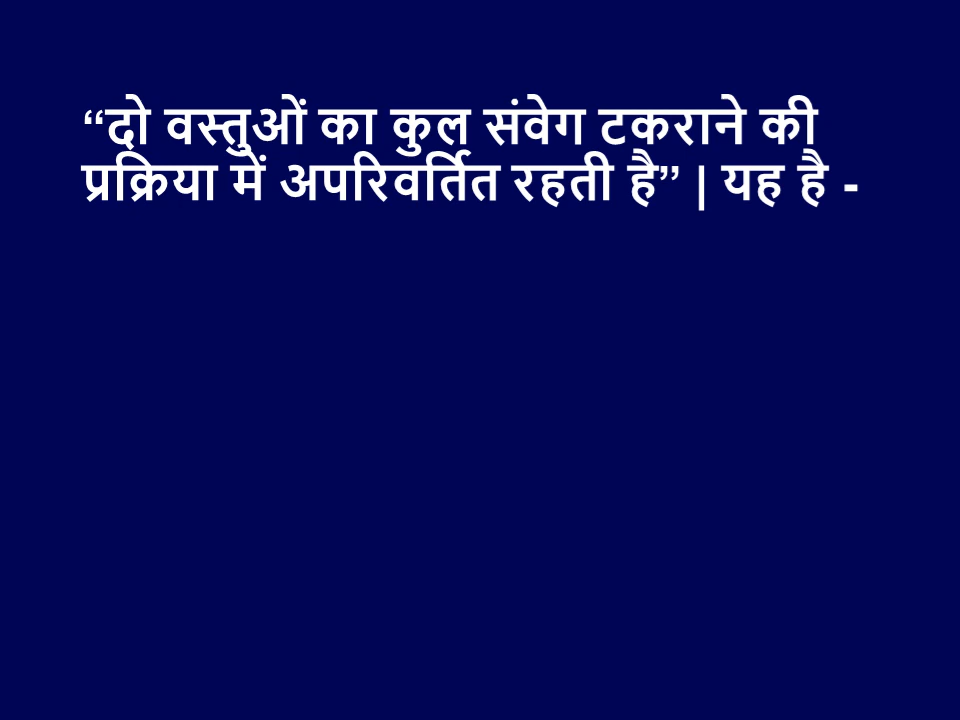 “दो वस्तुओं का कुल संवेग टकराने की
प्रक्रिया में अपरिवर्तित रहती है” | यह है -